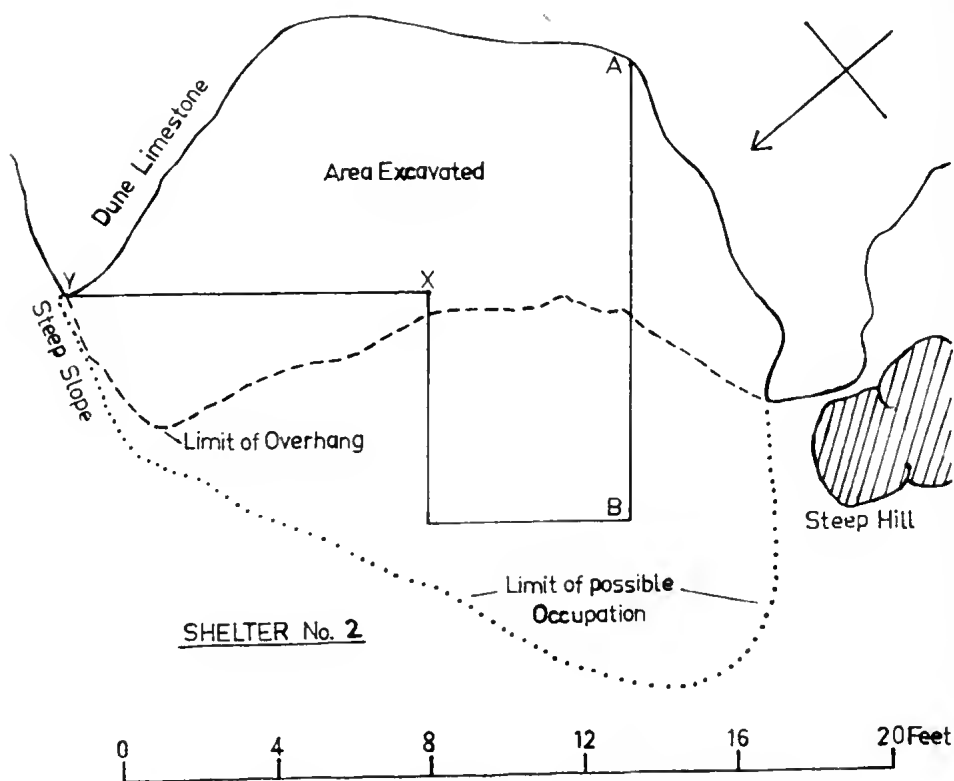 A
Dune Limestone
Area Excavated
Y
X
Steep Slope
Limit of Overhang
B
Steep Hill
Limit of possible
Occupation
SHELTER No. 2
0 4 8 12 16 20 Feet